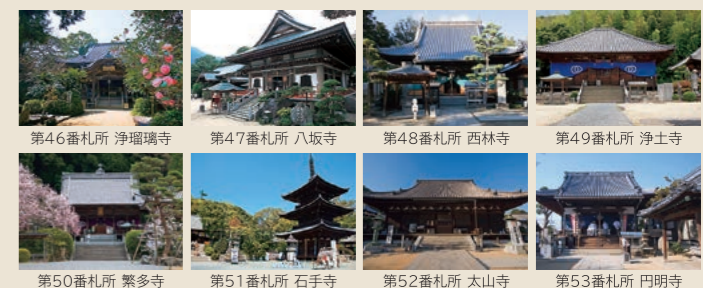 第46番札所 浄瑠璃寺
第47番札所 八坂寺
第48番札所 西林寺
第49番札所 浄土寺
第50番札所 繁多寺
第51番札所 石手寺
第52番札所 太山寺
第53番札所 円明寺